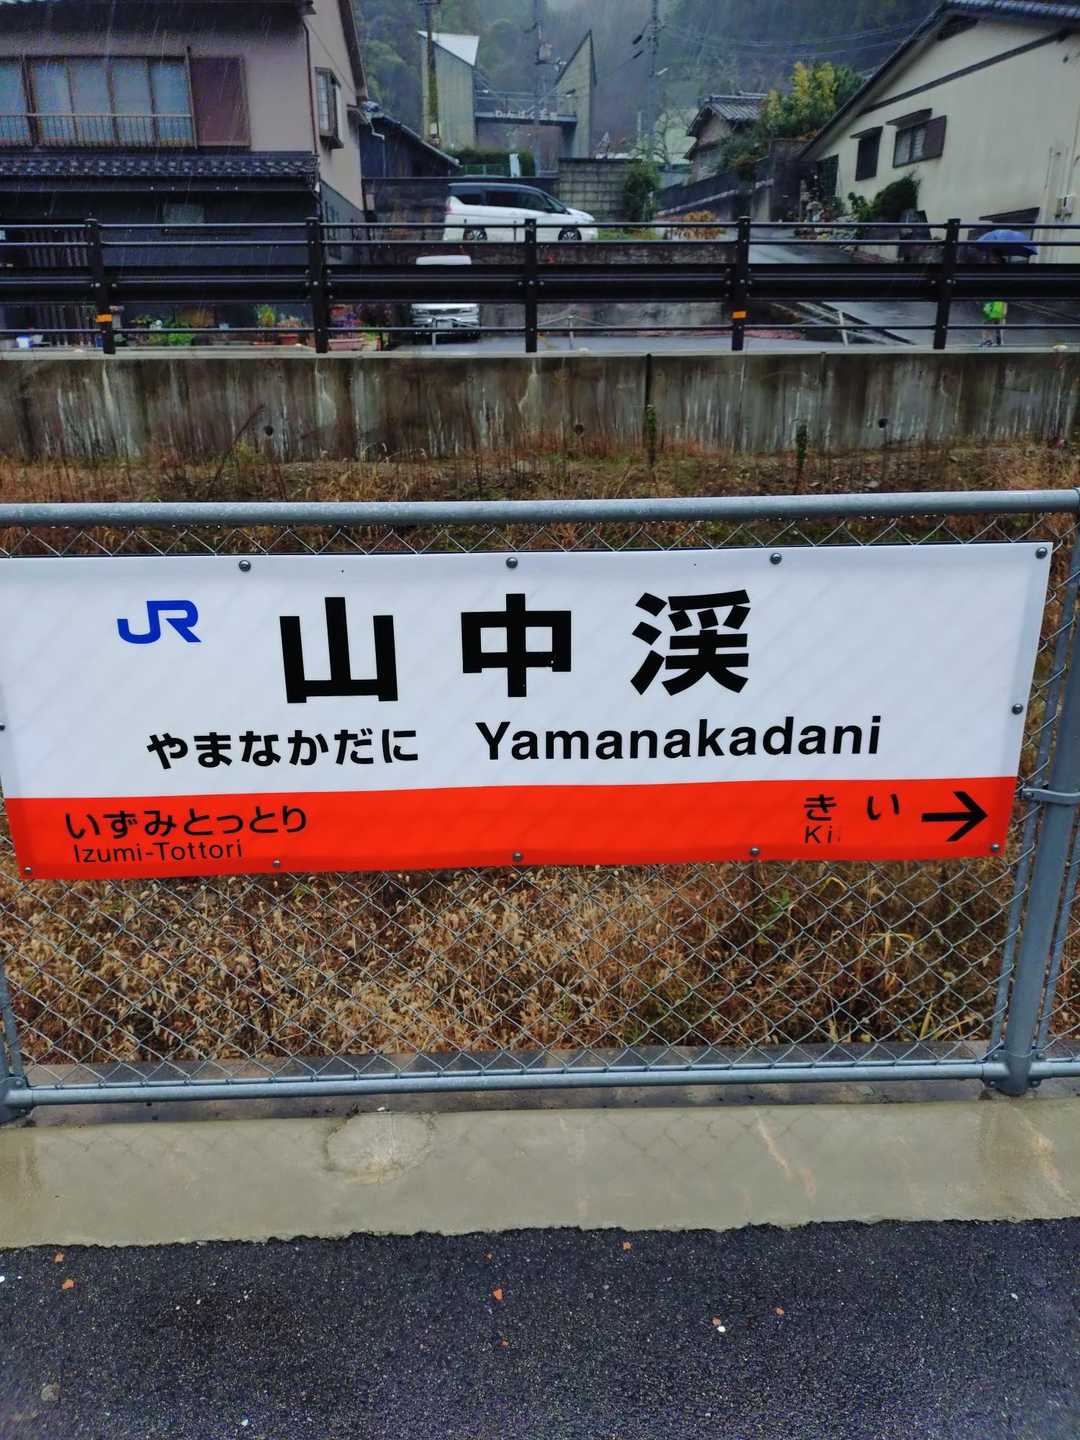 JR 山中渓
やまなかだに Yamanakadani
いずみとっとり きい →
Izumi-Tottori Kii